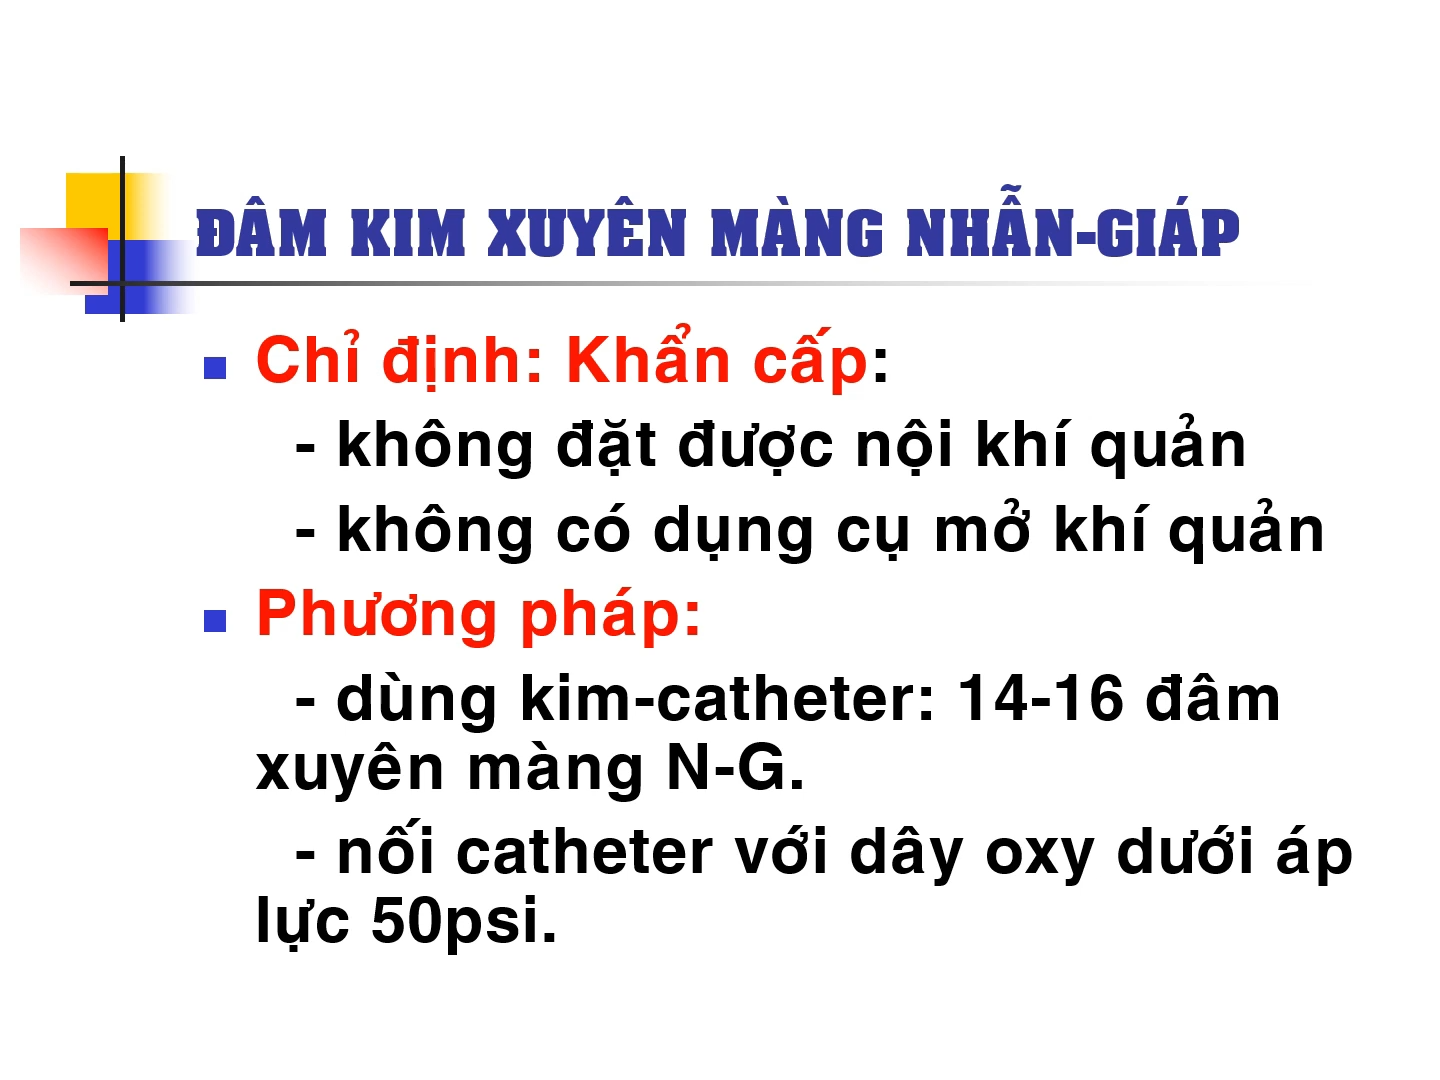 ĐÂM KIM XUYÊN MÀNG NHẪN-GIÁP
Chỉ định: Khẩn cấp:
- không đặt được nội khí quản
- không có dụng cụ mở khí quản
Phương pháp:
- dùng kim-catheter: 14-16 đâm
xuyên màng N-G.
- nối catheter với dây oxy dưới áp
lực 50psi.